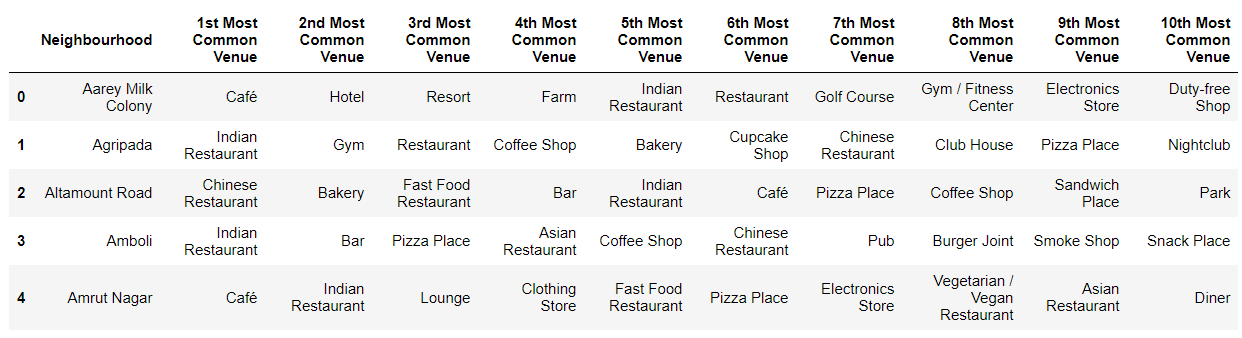 Neighbourhood 1st Most Common Venue 2nd Most Common Venue 3rd Most Common Venue 4th Most Common Venue 5th Most Common Venue 6th Most Common Venue 7th Most Common Venue 8th Most Common Venue 9th Most Common Venue 10th Most Common Venue
0 Aarey Milk Colony Café Hotel Resort Farm Indian Restaurant Restaurant Golf Course Gym / Fitness Center Electronics Store Duty-free Shop
1 Agripada Indian Restaurant Gym Restaurant Coffee Shop Bakery Cupcake Shop Chinese Restaurant Club House Pizza Place Nightclub
2 Altamount Road Chinese Restaurant Bakery Fast Food Restaurant Bar Indian Restaurant Café Pizza Place Coffee Shop Sandwich Place Park
3 Amboli Indian Restaurant Bar Pizza Place Asian Restaurant Coffee Shop Chinese Restaurant Pub Burger Joint Smoke Shop Snack Place
4 Amrut Nagar Café Indian Restaurant Lounge Clothing Store Fast Food Restaurant Pizza Place Electronics Store Vegetarian / Vegan Restaurant Asian Restaurant Diner